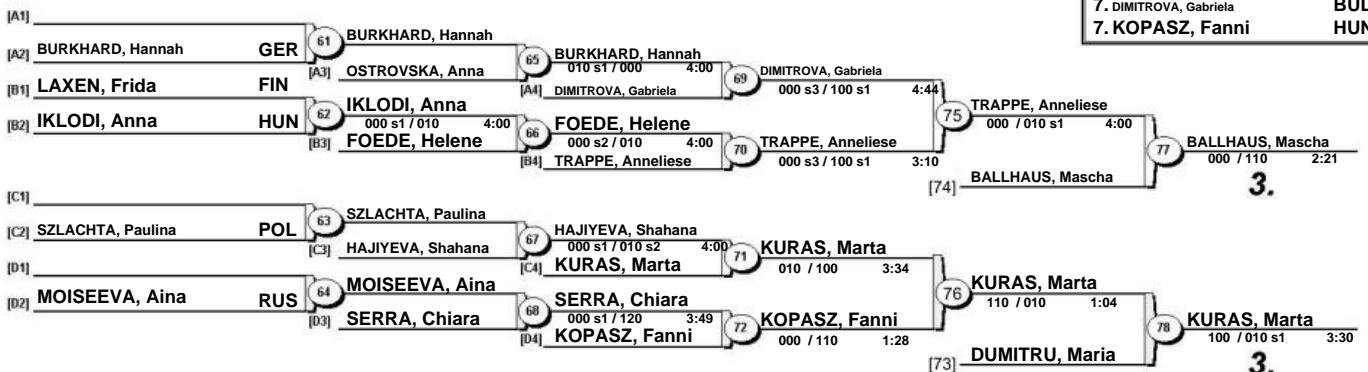 7. DIMITROVA, Gabriela
7. KOPASZ, Fanni HUN
[A1]
[A2] BURKHARD, Hannah GER
61
BURKHARD, Hannah
[A3] OSTROVSKA, Anna
65
BURKHARD, Hannah
010 s1 / 000 4:00
[A4] DIMITROVA, Gabriela
69
DIMITROVA, Gabriela
000 s3 / 100 s1 4:44
[B1] LAXEN, Frida FIN
[B2] IKLODI, Anna HUN
62
IKLODI, Anna
000 s1 / 010 4:00
[B3] FOEDE, Helene
66
FOEDE, Helene
000 s2 / 010 4:00
[B4] TRAPPE, Anneliese
70
TRAPPE, Anneliese
000 s3 / 100 s1 3:10
75
TRAPPE, Anneliese
000 / 010 s1 4:00
[74] BALLHAUS, Mascha
77
BALLHAUS, Mascha
000 / 110 2:21
3.
[C1]
[C2] SZLACHTA, Paulina POL
63
SZLACHTA, Paulina
[C3] HAJIYEVA, Shahana
67
HAJIYEVA, Shahana
000 s1 / 010 s2 4:00
[C4] KURAS, Marta
71
KURAS, Marta
010 / 100 3:34
[D1]
[D2] MOISEEVA, Aina RUS
64
MOISEEVA, Aina
[D3] SERRA, Chiara
68
SERRA, Chiara
000 s1 / 120 3:49
[D4] KOPASZ, Fanni
72
KOPASZ, Fanni
000 / 110 1:28
76
KURAS, Marta
110 / 010 1:04
[73] DUMITRU, Maria
78
KURAS, Marta
100 / 010 s1 3:30
3.